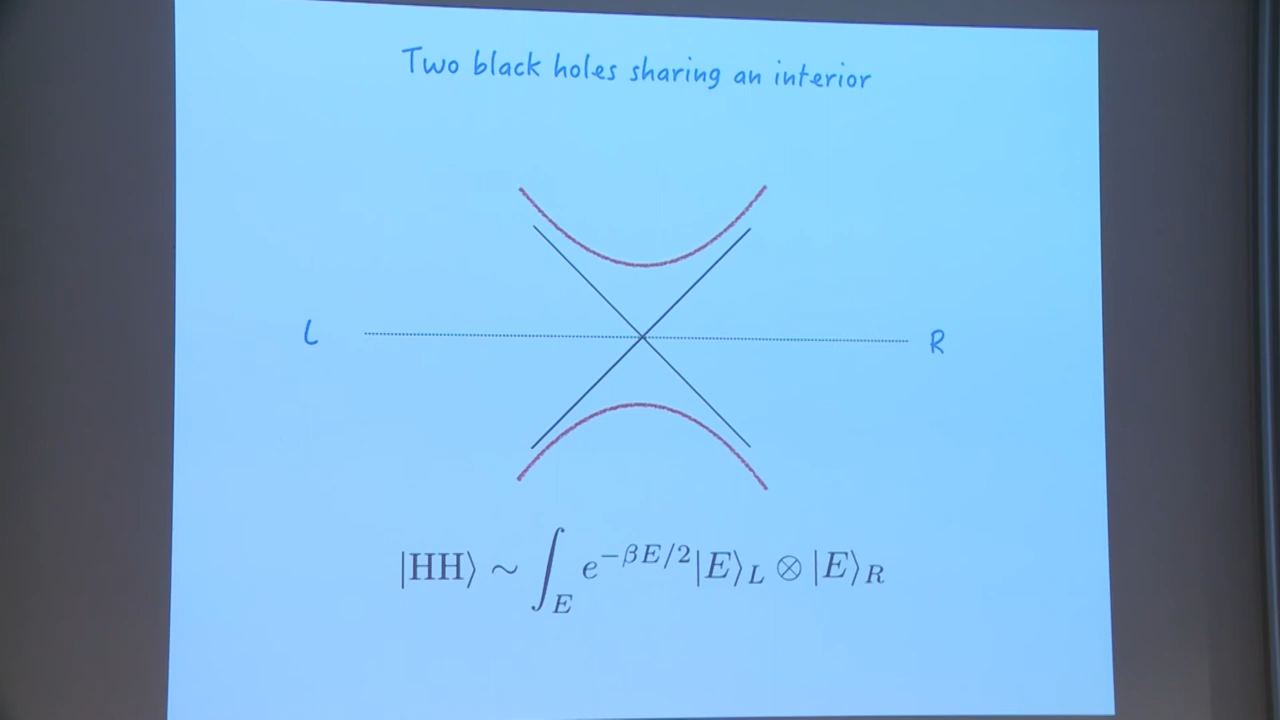 Two black holes sharing an interior
L R
|HH⟩ ∼ ∫_E e^{−βE/2}|E⟩_L ⊗ |E⟩_R